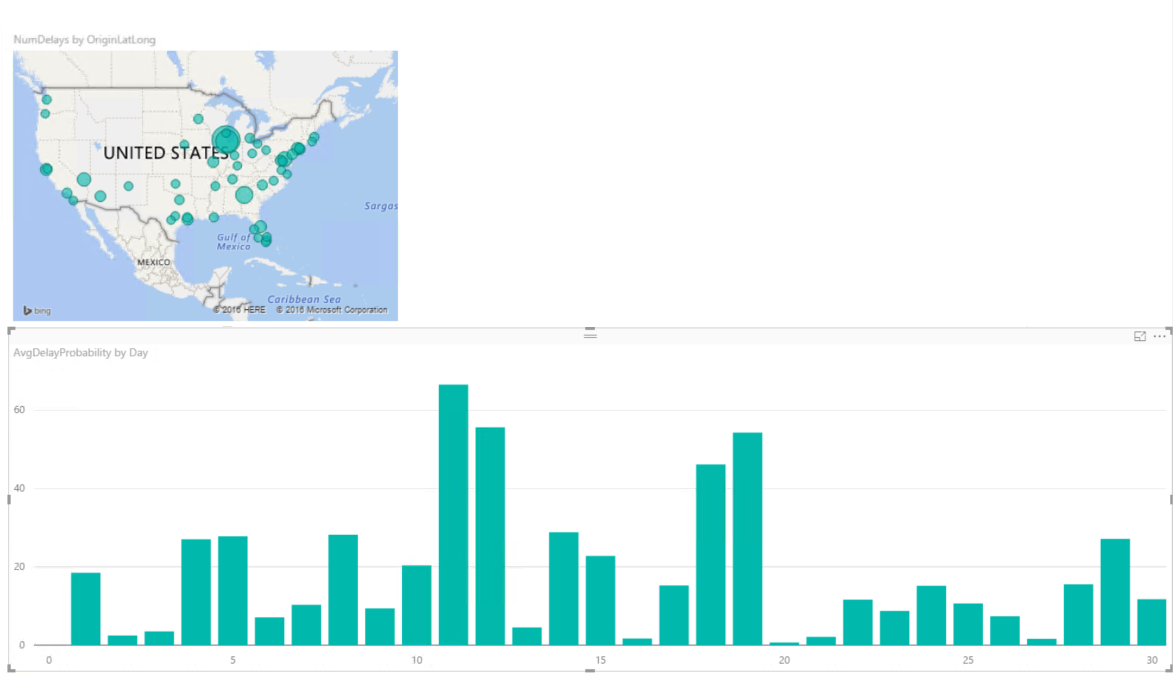 NumDelays by OriginLatLong
UNITED STATES
Sargas
Gulf of
Mexico
MEXICO
Caribbean Sea
bing
© 2016 HERE © 2016 Microsoft Corporation
AvgDelayProbability by Day
60
40
20
0
0 5 10 15 20 25 30